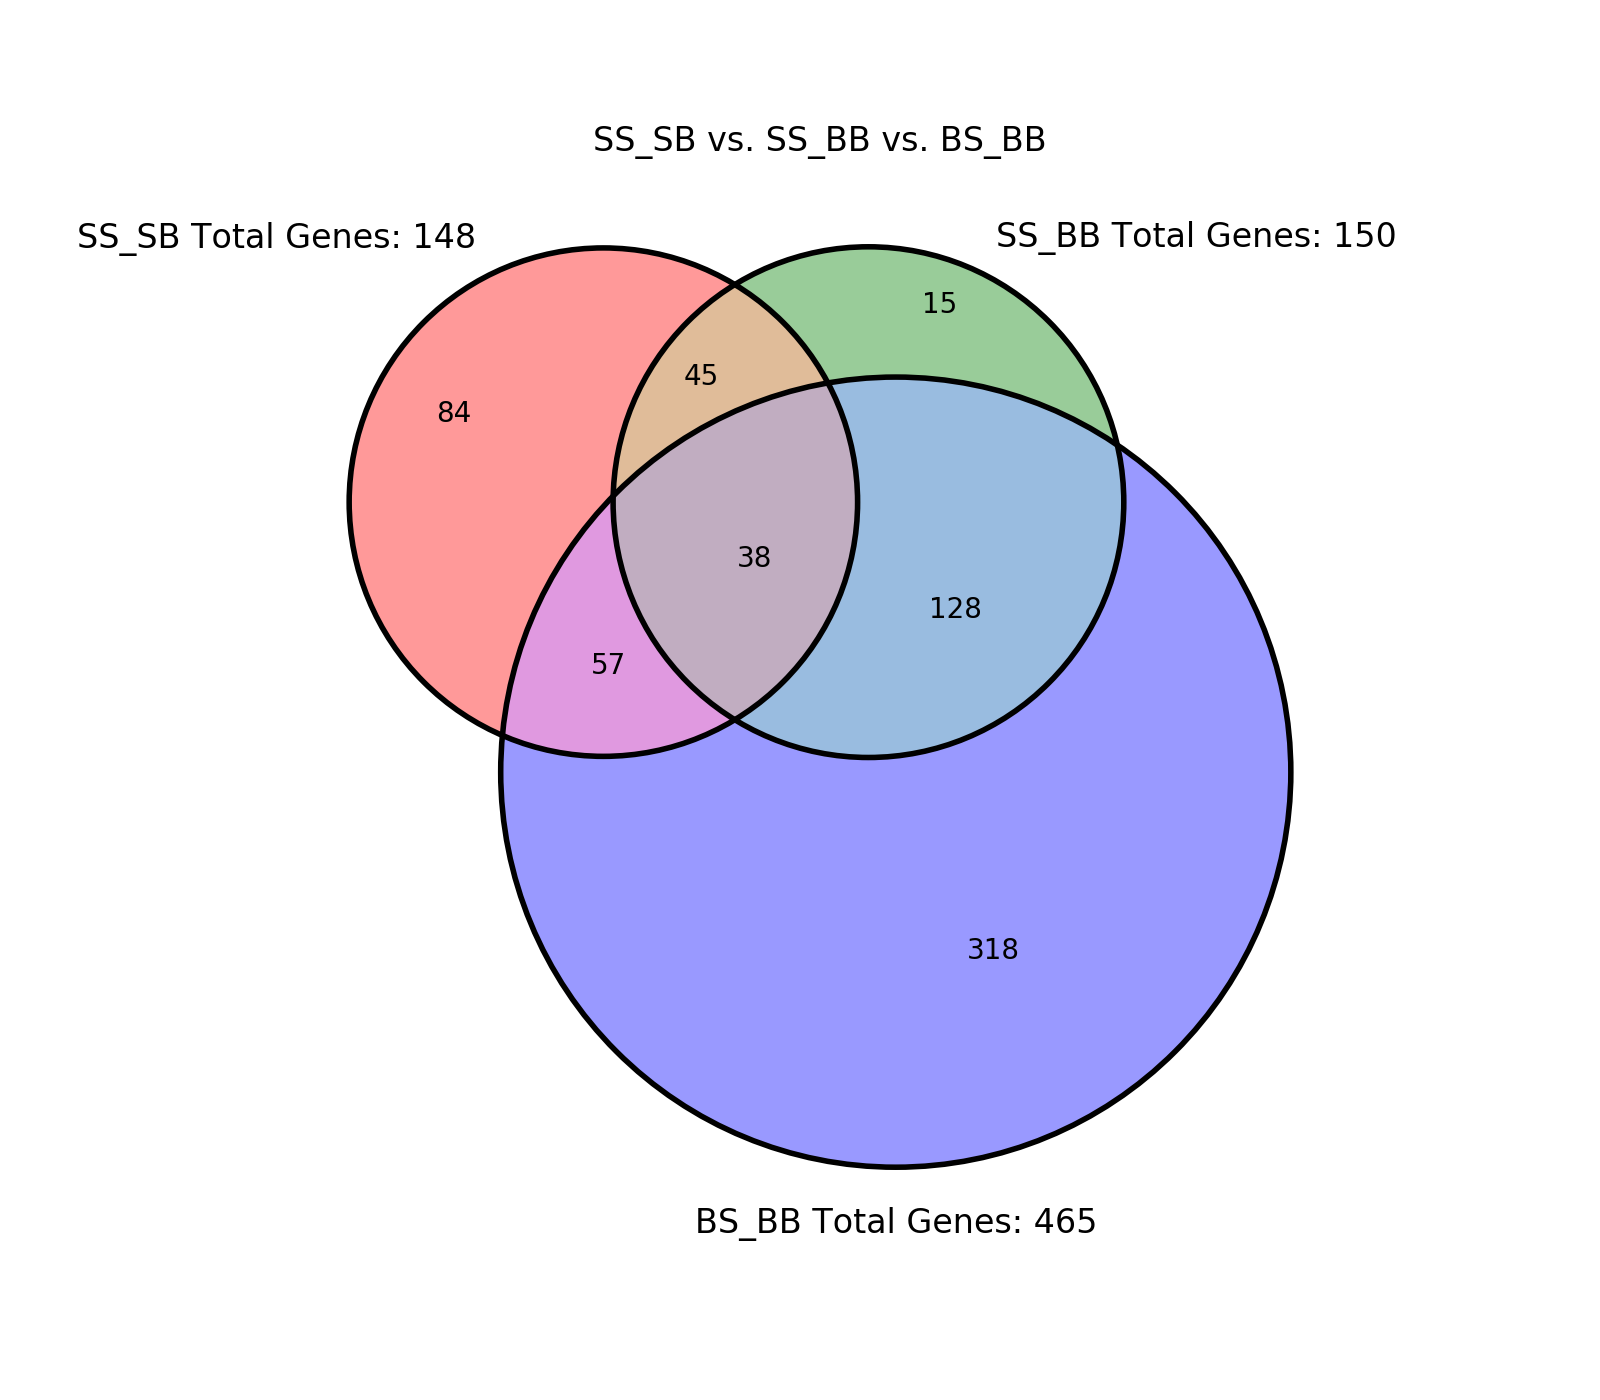 SS_SB vs. SS_BB vs. BS_BB
SS_SB Total Genes: 148
SS_BB Total Genes: 150
15
45
84
38
128
57
318
BS_BB Total Genes: 465